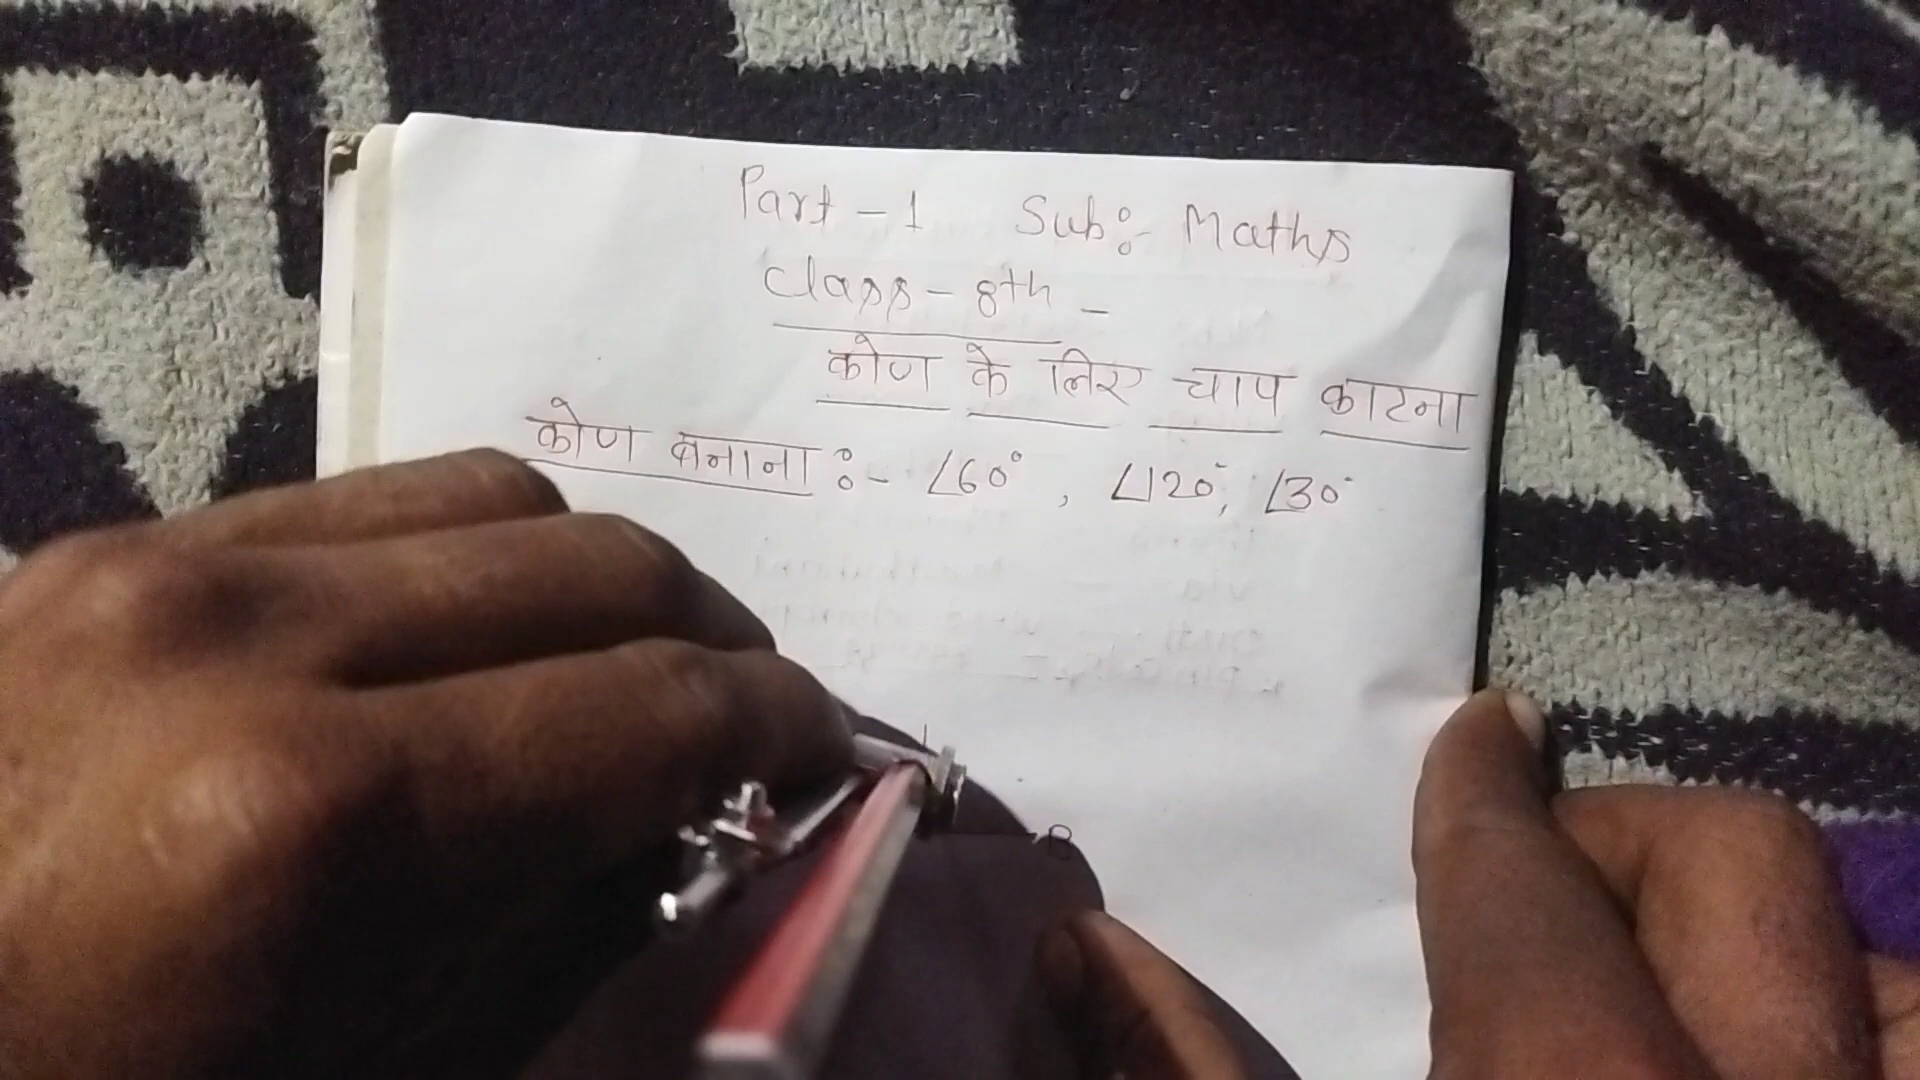 Part - 1 Sub:- Maths
Class - 8th -
कोण के लिए चाप काटना
कोण बनाना :- ∠60° , ∠120°, ∠30°
B